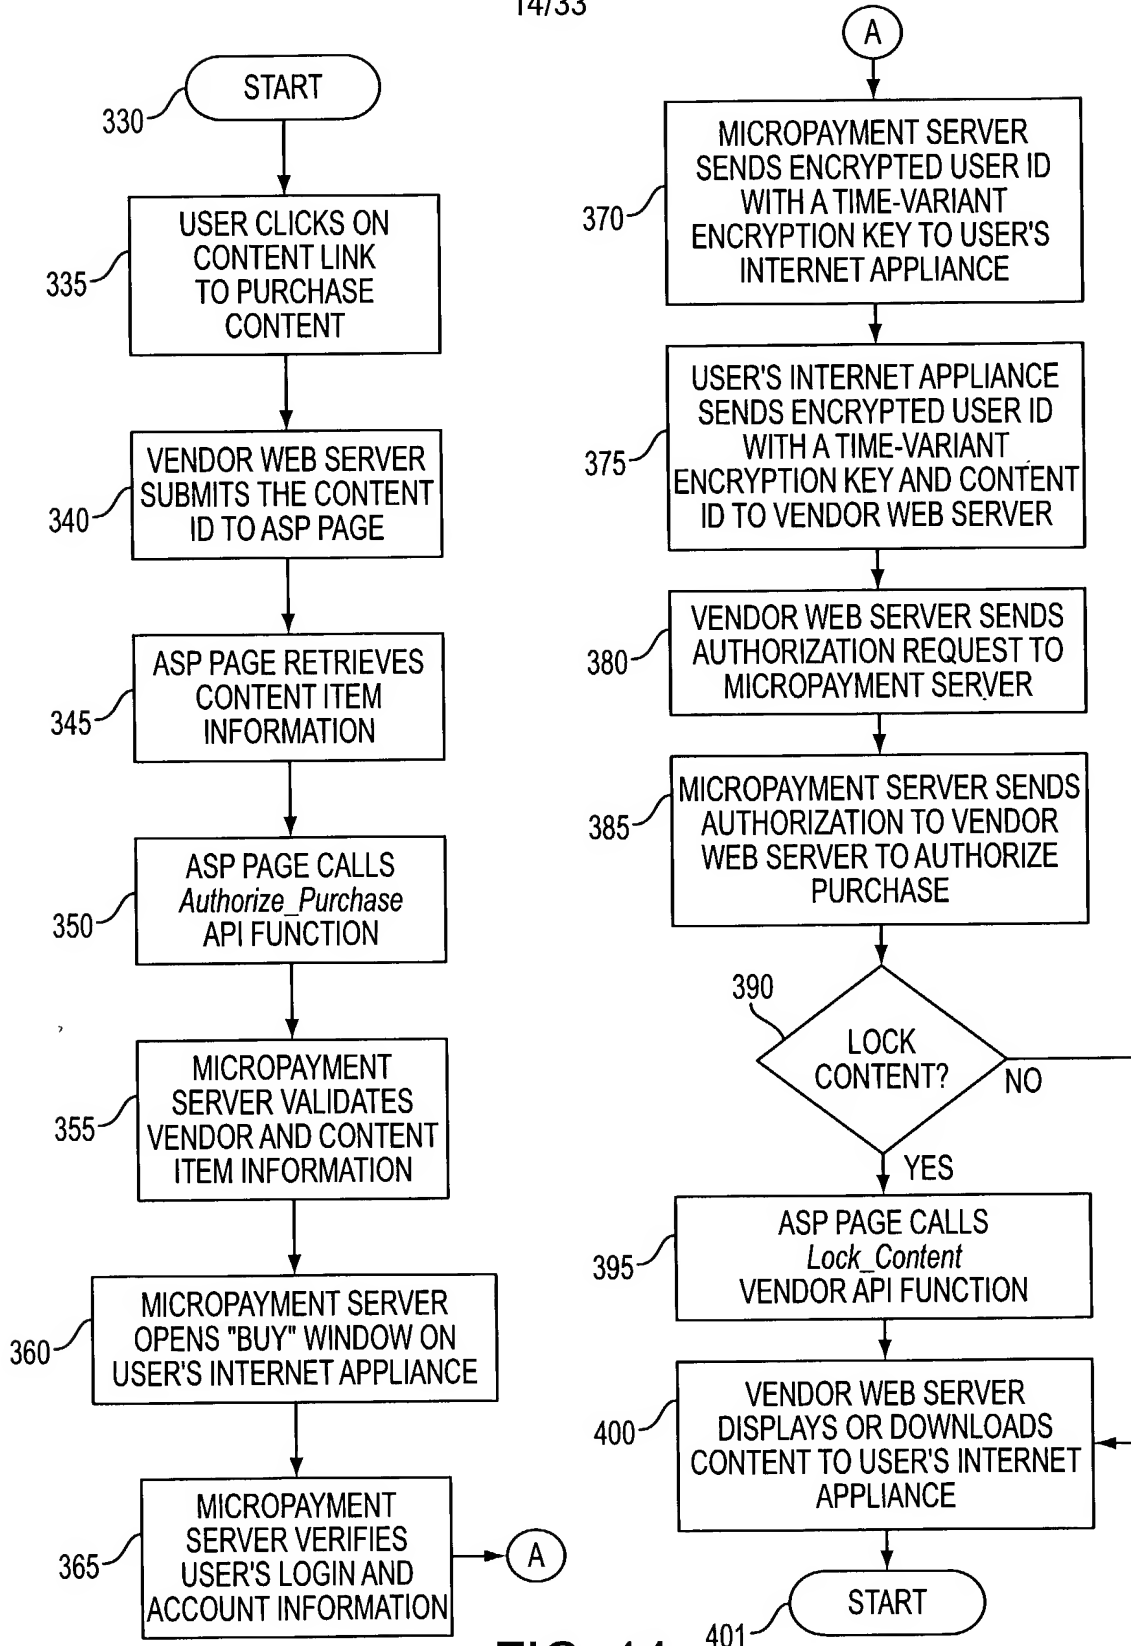 14/33
START
330
USER CLICKS ON
CONTENT LINK
TO PURCHASE
CONTENT
335
VENDOR WEB SERVER
SUBMITS THE CONTENT
ID TO ASP PAGE
340
ASP PAGE RETRIEVES
CONTENT ITEM
INFORMATION
345
ASP PAGE CALLS
Authorize_Purchase
API FUNCTION
350
MICROPAYMENT
SERVER VALIDATES
VENDOR AND CONTENT
ITEM INFORMATION
355
MICROPAYMENT SERVER
OPENS "BUY" WINDOW ON
USER'S INTERNET APPLIANCE
360
MICROPAYMENT
SERVER VERIFIES
USER'S LOGIN AND
ACCOUNT INFORMATION
365
A
A
MICROPAYMENT SERVER
SENDS ENCRYPTED USER ID
WITH A TIME-VARIANT
ENCRYPTION KEY TO USER'S
INTERNET APPLIANCE
370
USER'S INTERNET APPLIANCE
SENDS ENCRYPTED USER ID
WITH A TIME-VARIANT
ENCRYPTION KEY AND CONTENT
ID TO VENDOR WEB SERVER
375
VENDOR WEB SERVER SENDS
AUTHORIZATION REQUEST TO
MICROPAYMENT SERVER
380
MICROPAYMENT SERVER SENDS
AUTHORIZATION TO VENDOR
WEB SERVER TO AUTHORIZE
PURCHASE
385
390
LOCK
CONTENT?
NO
YES
ASP PAGE CALLS
Lock_Content
VENDOR API FUNCTION
395
VENDOR WEB SERVER
DISPLAYS OR DOWNLOADS
CONTENT TO USER'S INTERNET
APPLIANCE
400
START
401